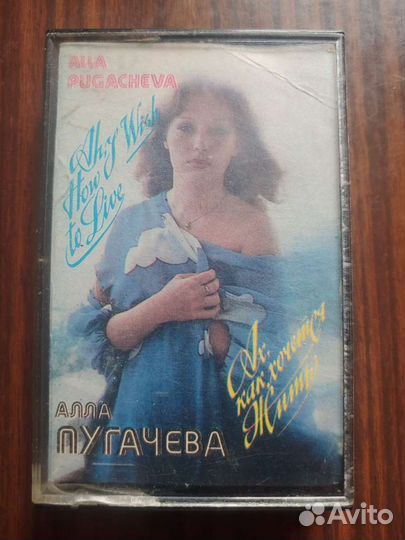 ALLA
PUGACHEVA
Ah, How I Wish
to Live
Ах,
как хочется
Жить
АЛЛА
ПУГАЧЕВА
Avito